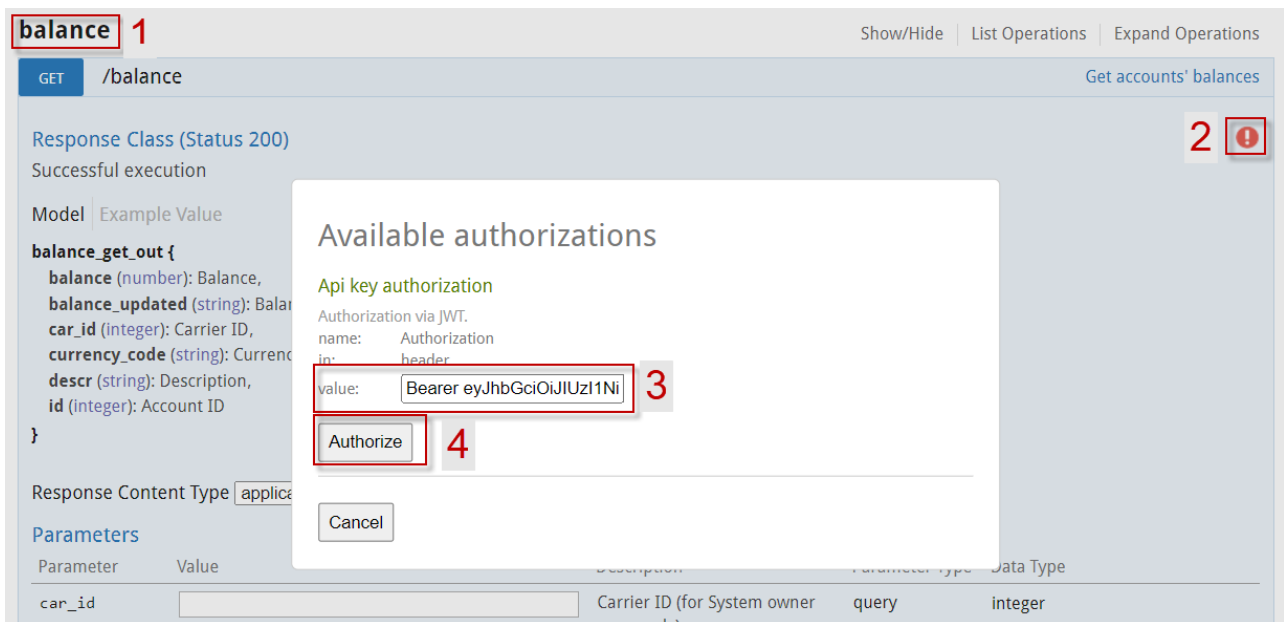 balance 1 Show/Hide List Operations Expand Operations
GET /balance Get accounts' balances
Response Class (Status 200) 2
Successful execution
Model Example Value
balance_get_out {
balance (number): Balance,
balance_updated (string):
car_id (integer): Carrier ID,
currency_code (string):
descr (string): Description,
id (integer): Account ID
}
Available authorizations
Api key authorization
Authorization via JWT.
name: Authorization
in: header
value: Bearer eyJhbGciOiJIUzI1Ni 3
Authorize 4
Cancel
Response Content Type
Parameters
Parameter Value Description Parameter Type Data Type
car_id Carrier ID (for System owner query integer